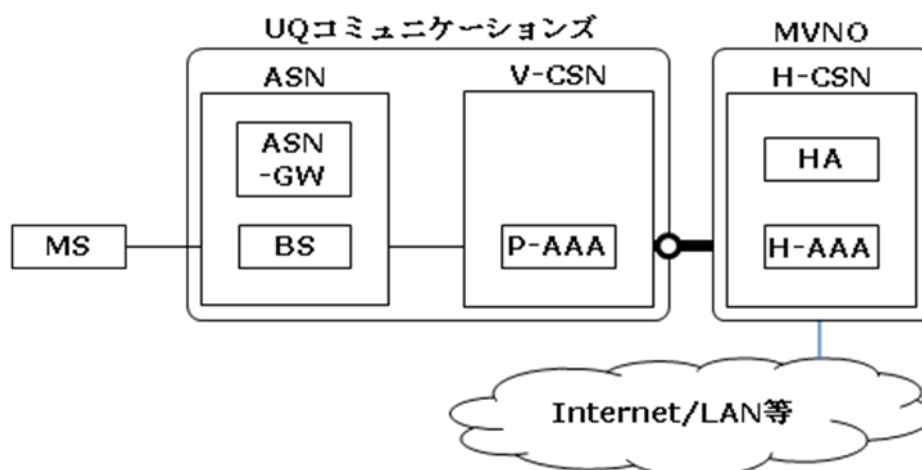 UQコミュニケーションズ
MVNO
ASN
V-CSN
H-CSN
ASN
-GW
HA
MS
BS
P-AAA
H-AAA
Internet/LAN等